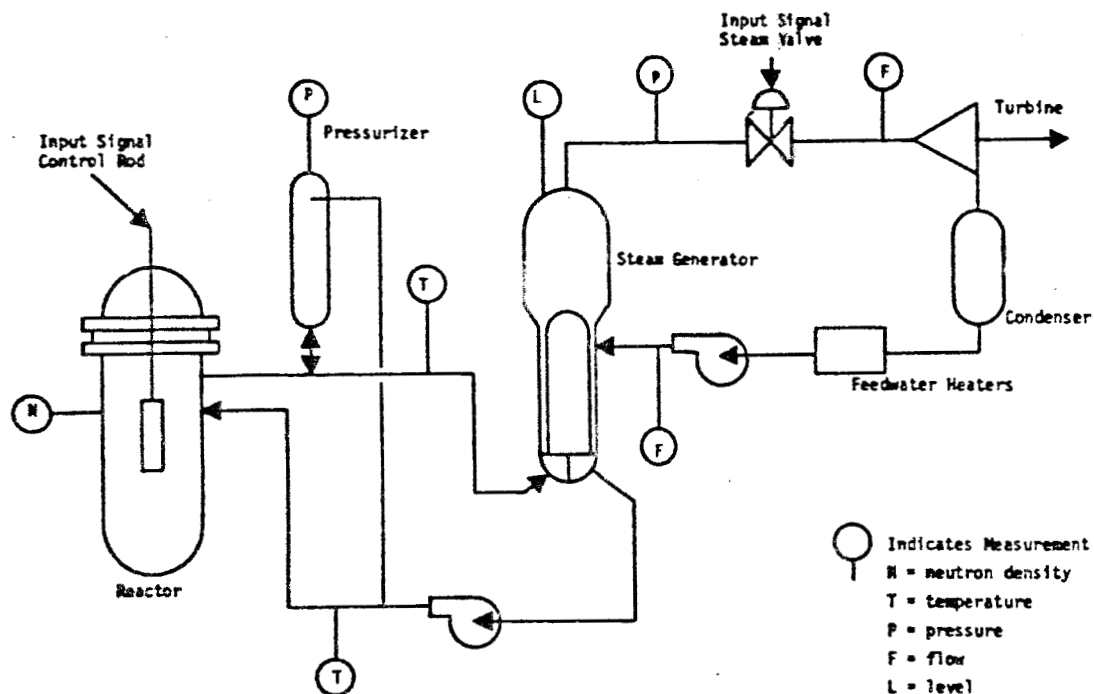 Input Signal
Steam Valve
P
L
P
F
Turbine
Pressurizer
Input Signal
Control Rod
T
Steam Generator
Condenser
Feedwater Heaters
N
F
Reactor
T
Indicates Measurement
N = neutron density
T = temperature
P = pressure
F = flow
L = level